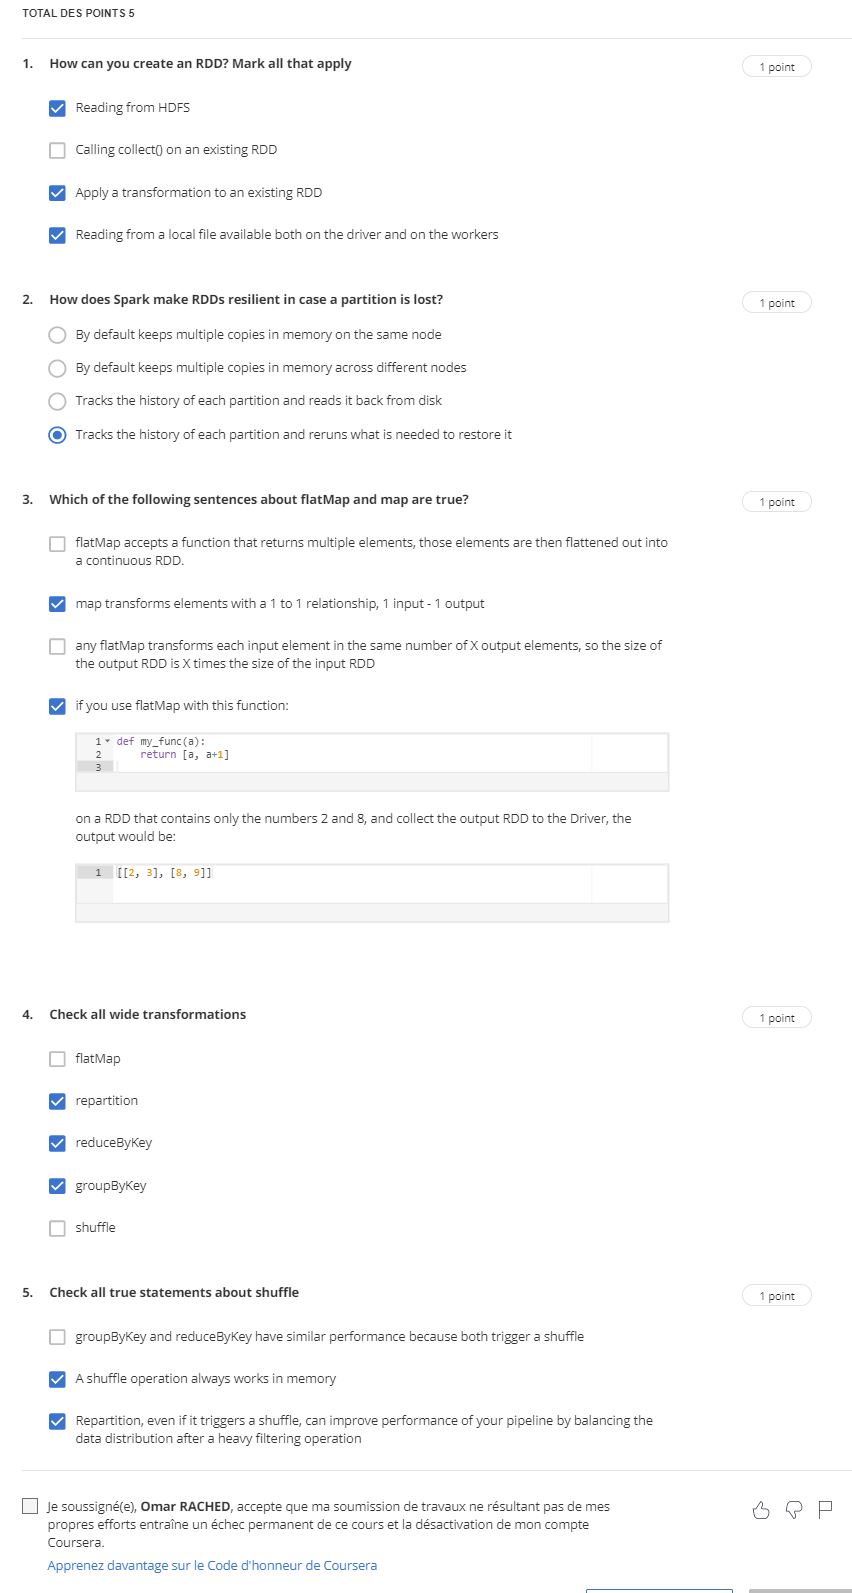 TOTAL DES POINTS 5
1. How can you create an RDD? Mark all that apply
1 point
Reading from HDFS
Calling collect() on an existing RDD
Apply a transformation to an existing RDD
Reading from a local file available both on the driver and on the workers
2. How does Spark make RDDs resilient in case a partition is lost?
1 point
By default keeps multiple copies in memory on the same node
By default keeps multiple copies in memory across different nodes
Tracks the history of each partition and reads it back from disk
Tracks the history of each partition and reruns what is needed to restore it
3. Which of the following sentences about flatMap and map are true?
1 point
flatMap accepts a function that returns multiple elements, those elements are then flattened out into
a continuous RDD.
map transforms elements with a 1 to 1 relationship, 1 input - 1 output
any flatMap transforms each input element in the same number of X output elements, so the size of
the output RDD is X times the size of the input RDD
if you use flatMap with this function:
1 def my_func(a):
2 return [a, a+1]
3
on a RDD that contains only the numbers 2 and 8, and collect the output RDD to the Driver, the
output would be:
1 [[2, 3], [8, 9]]
4. Check all wide transformations
1 point
flatMap
repartition
reduceByKey
groupByKey
shuffle
5. Check all true statements about shuffle
1 point
groupByKey and reduceByKey have similar performance because both trigger a shuffle
A shuffle operation always works in memory
Repartition, even if it triggers a shuffle, can improve performance of your pipeline by balancing the
data distribution after a heavy filtering operation
Je soussigné(e), Omar RACHED, accepte que ma soumission de travaux ne résultant pas de mes
propres efforts entraîne un échec permanent de ce cours et la désactivation de mon compte
Coursera.
Apprenez davantage sur le Code d'honneur de Coursera